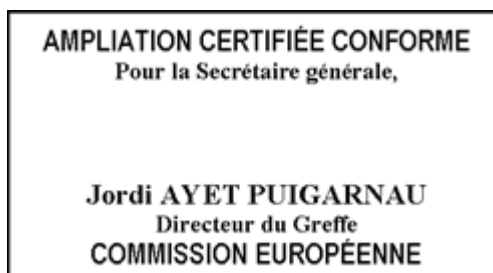 AMPLIATION CERTIFIÉE CONFORME
Pour la Secrétaire générale,
Jordi AYET PUIGARNAU
Directeur du Greffe
COMMISSION EUROPÉENNE